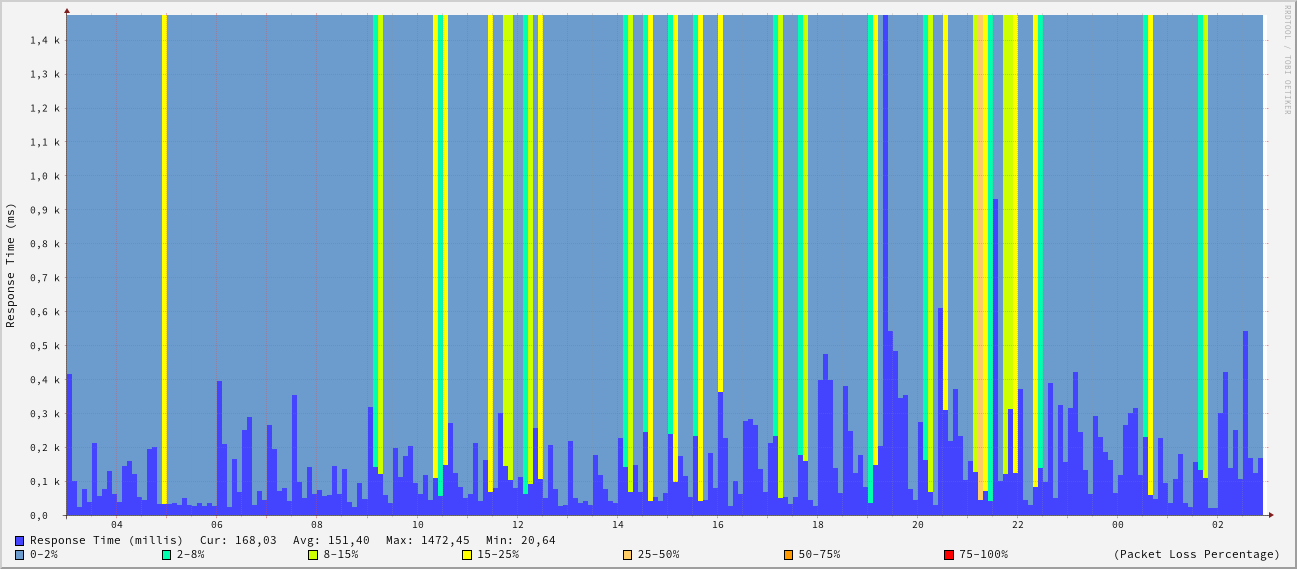 RRDTOOL / TOBI OETIKER
Response Time (ms)
1,4 k
1,3 k
1,2 k
1,1 k
1,0 k
0,9 k
0,8 k
0,7 k
0,6 k
0,5 k
0,4 k
0,3 k
0,2 k
0,1 k
0,0
04 06 08 10 12 14 16 18 20 22 00 02
Response Time (millis) Cur: 168,03 Avg: 151,40 Max: 1472,45 Min: 20,64
0-2% 2-8% 8-15% 15-25% 25-50% 50-75% 75-100% (Packet Loss Percentage)